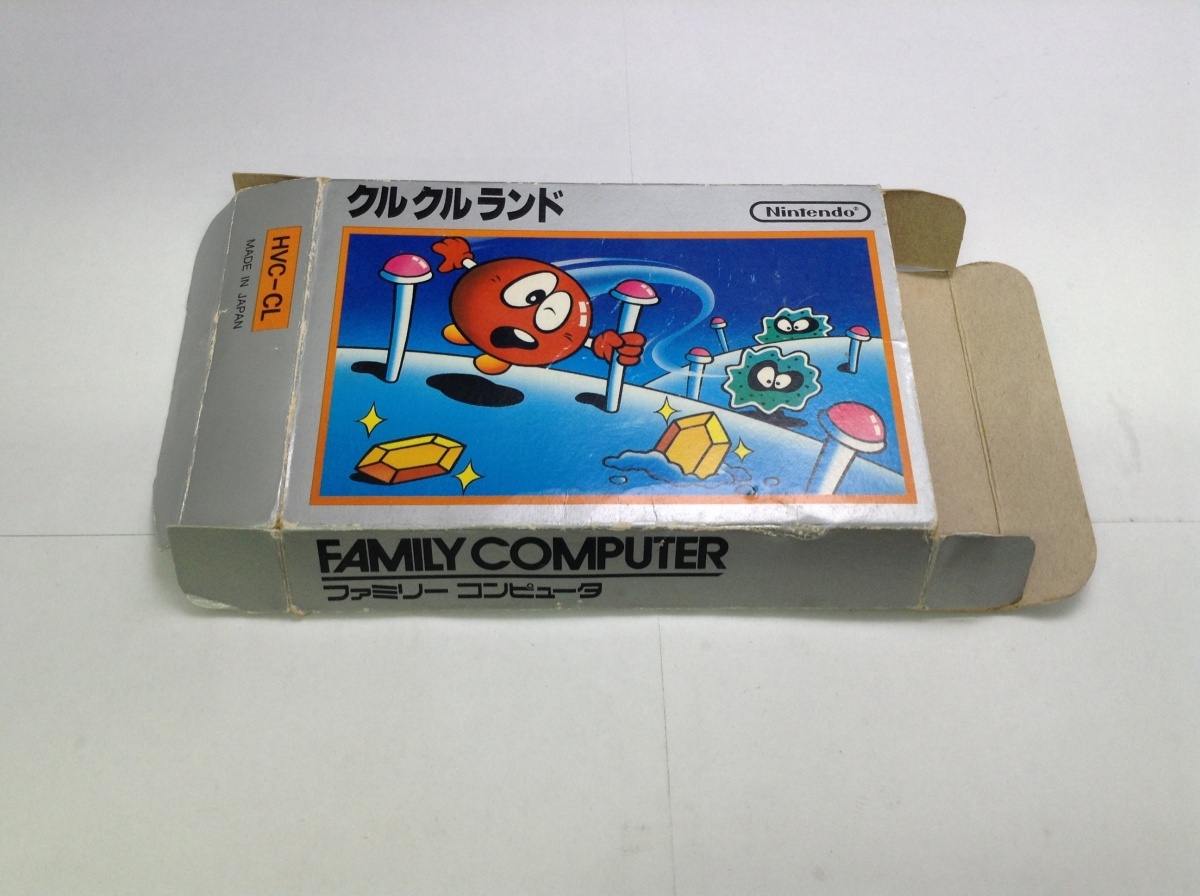 クルクルランド
Nintendo®
HVC-CL
MADE IN JAPAN
FAMILY COMPUTER
ファミリー コンピュータ